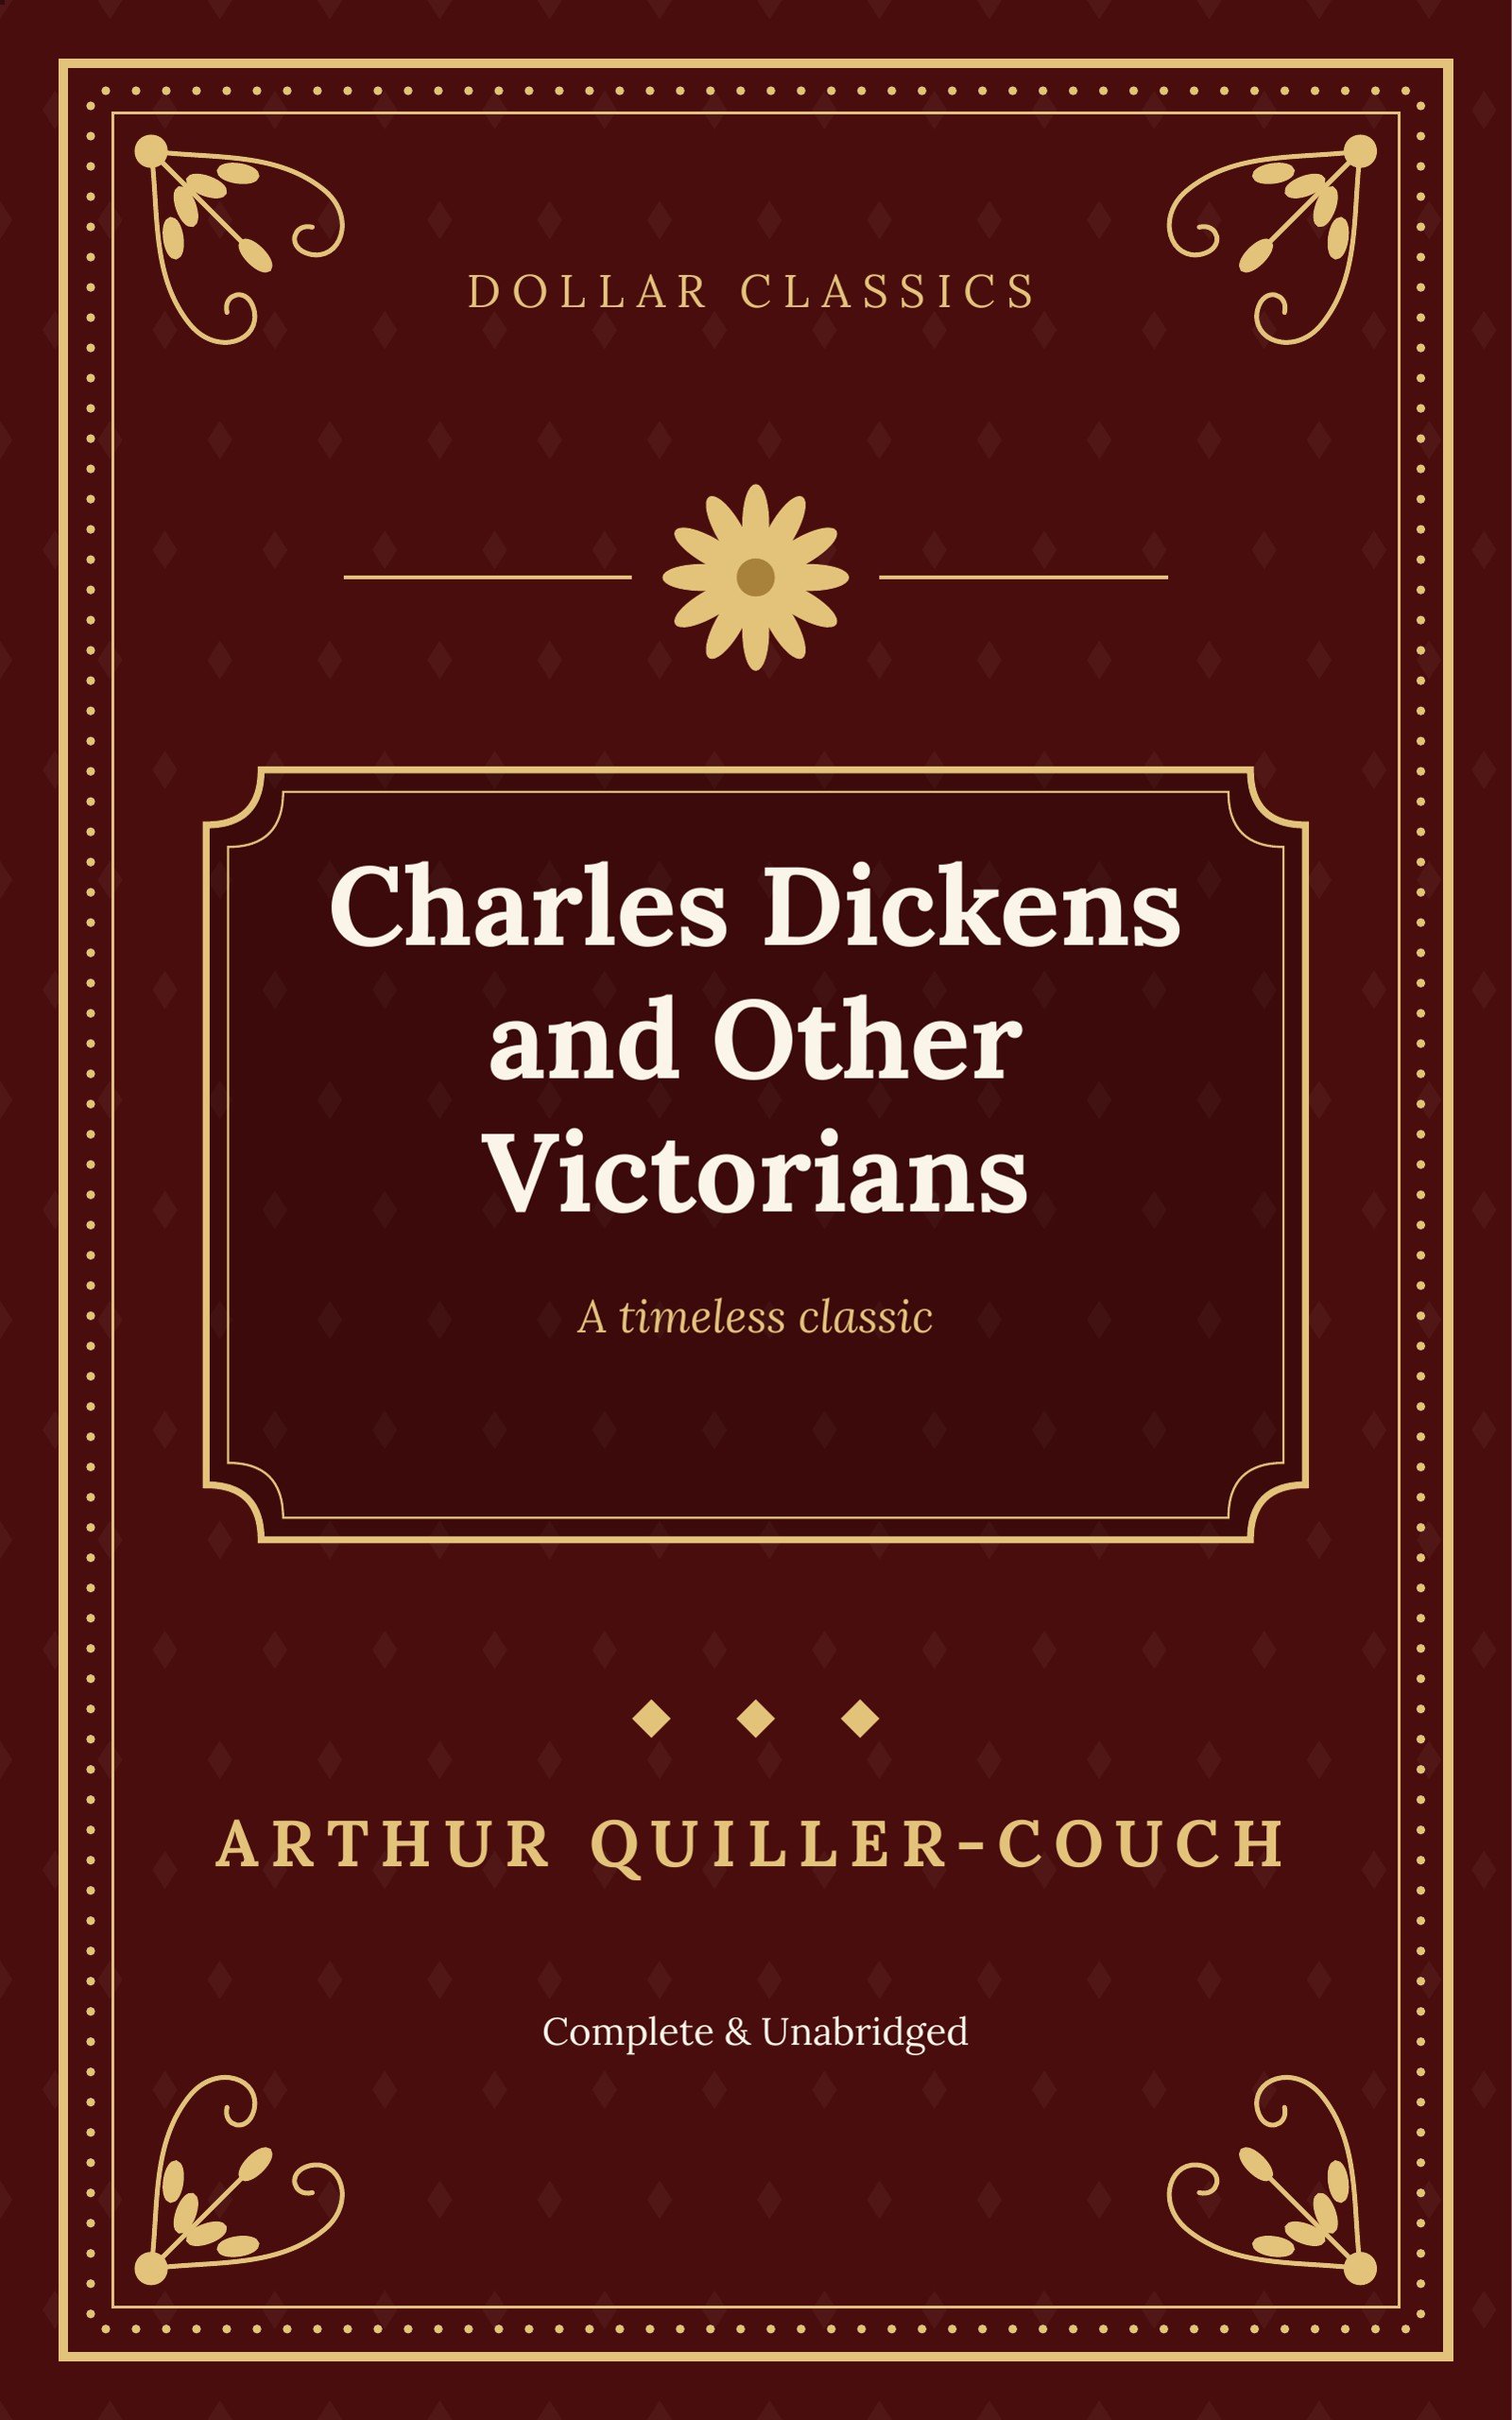 DOLLAR CLASSICS
Charles Dickens
and Other
Victorians
A timeless classic
ARTHUR QUILLER-COUCH
Complete & Unabridged